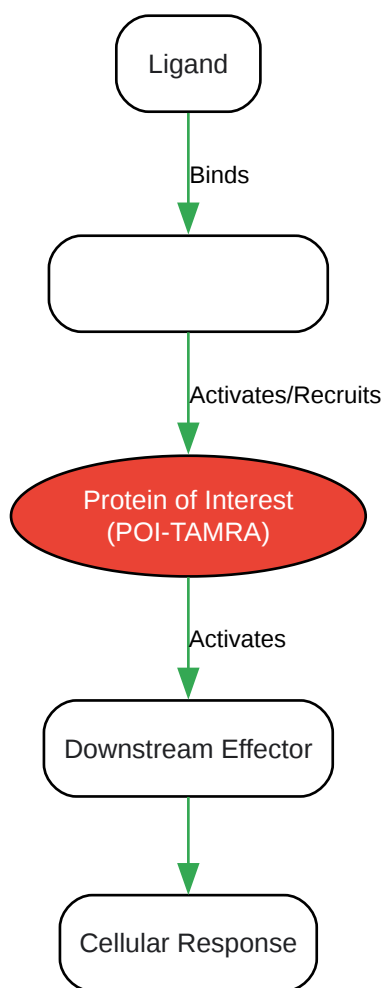 Ligand
Binds
Activates/Recruits
Protein of Interest
(POI-TAMRA)
Activates
Downstream Effector
Cellular Response